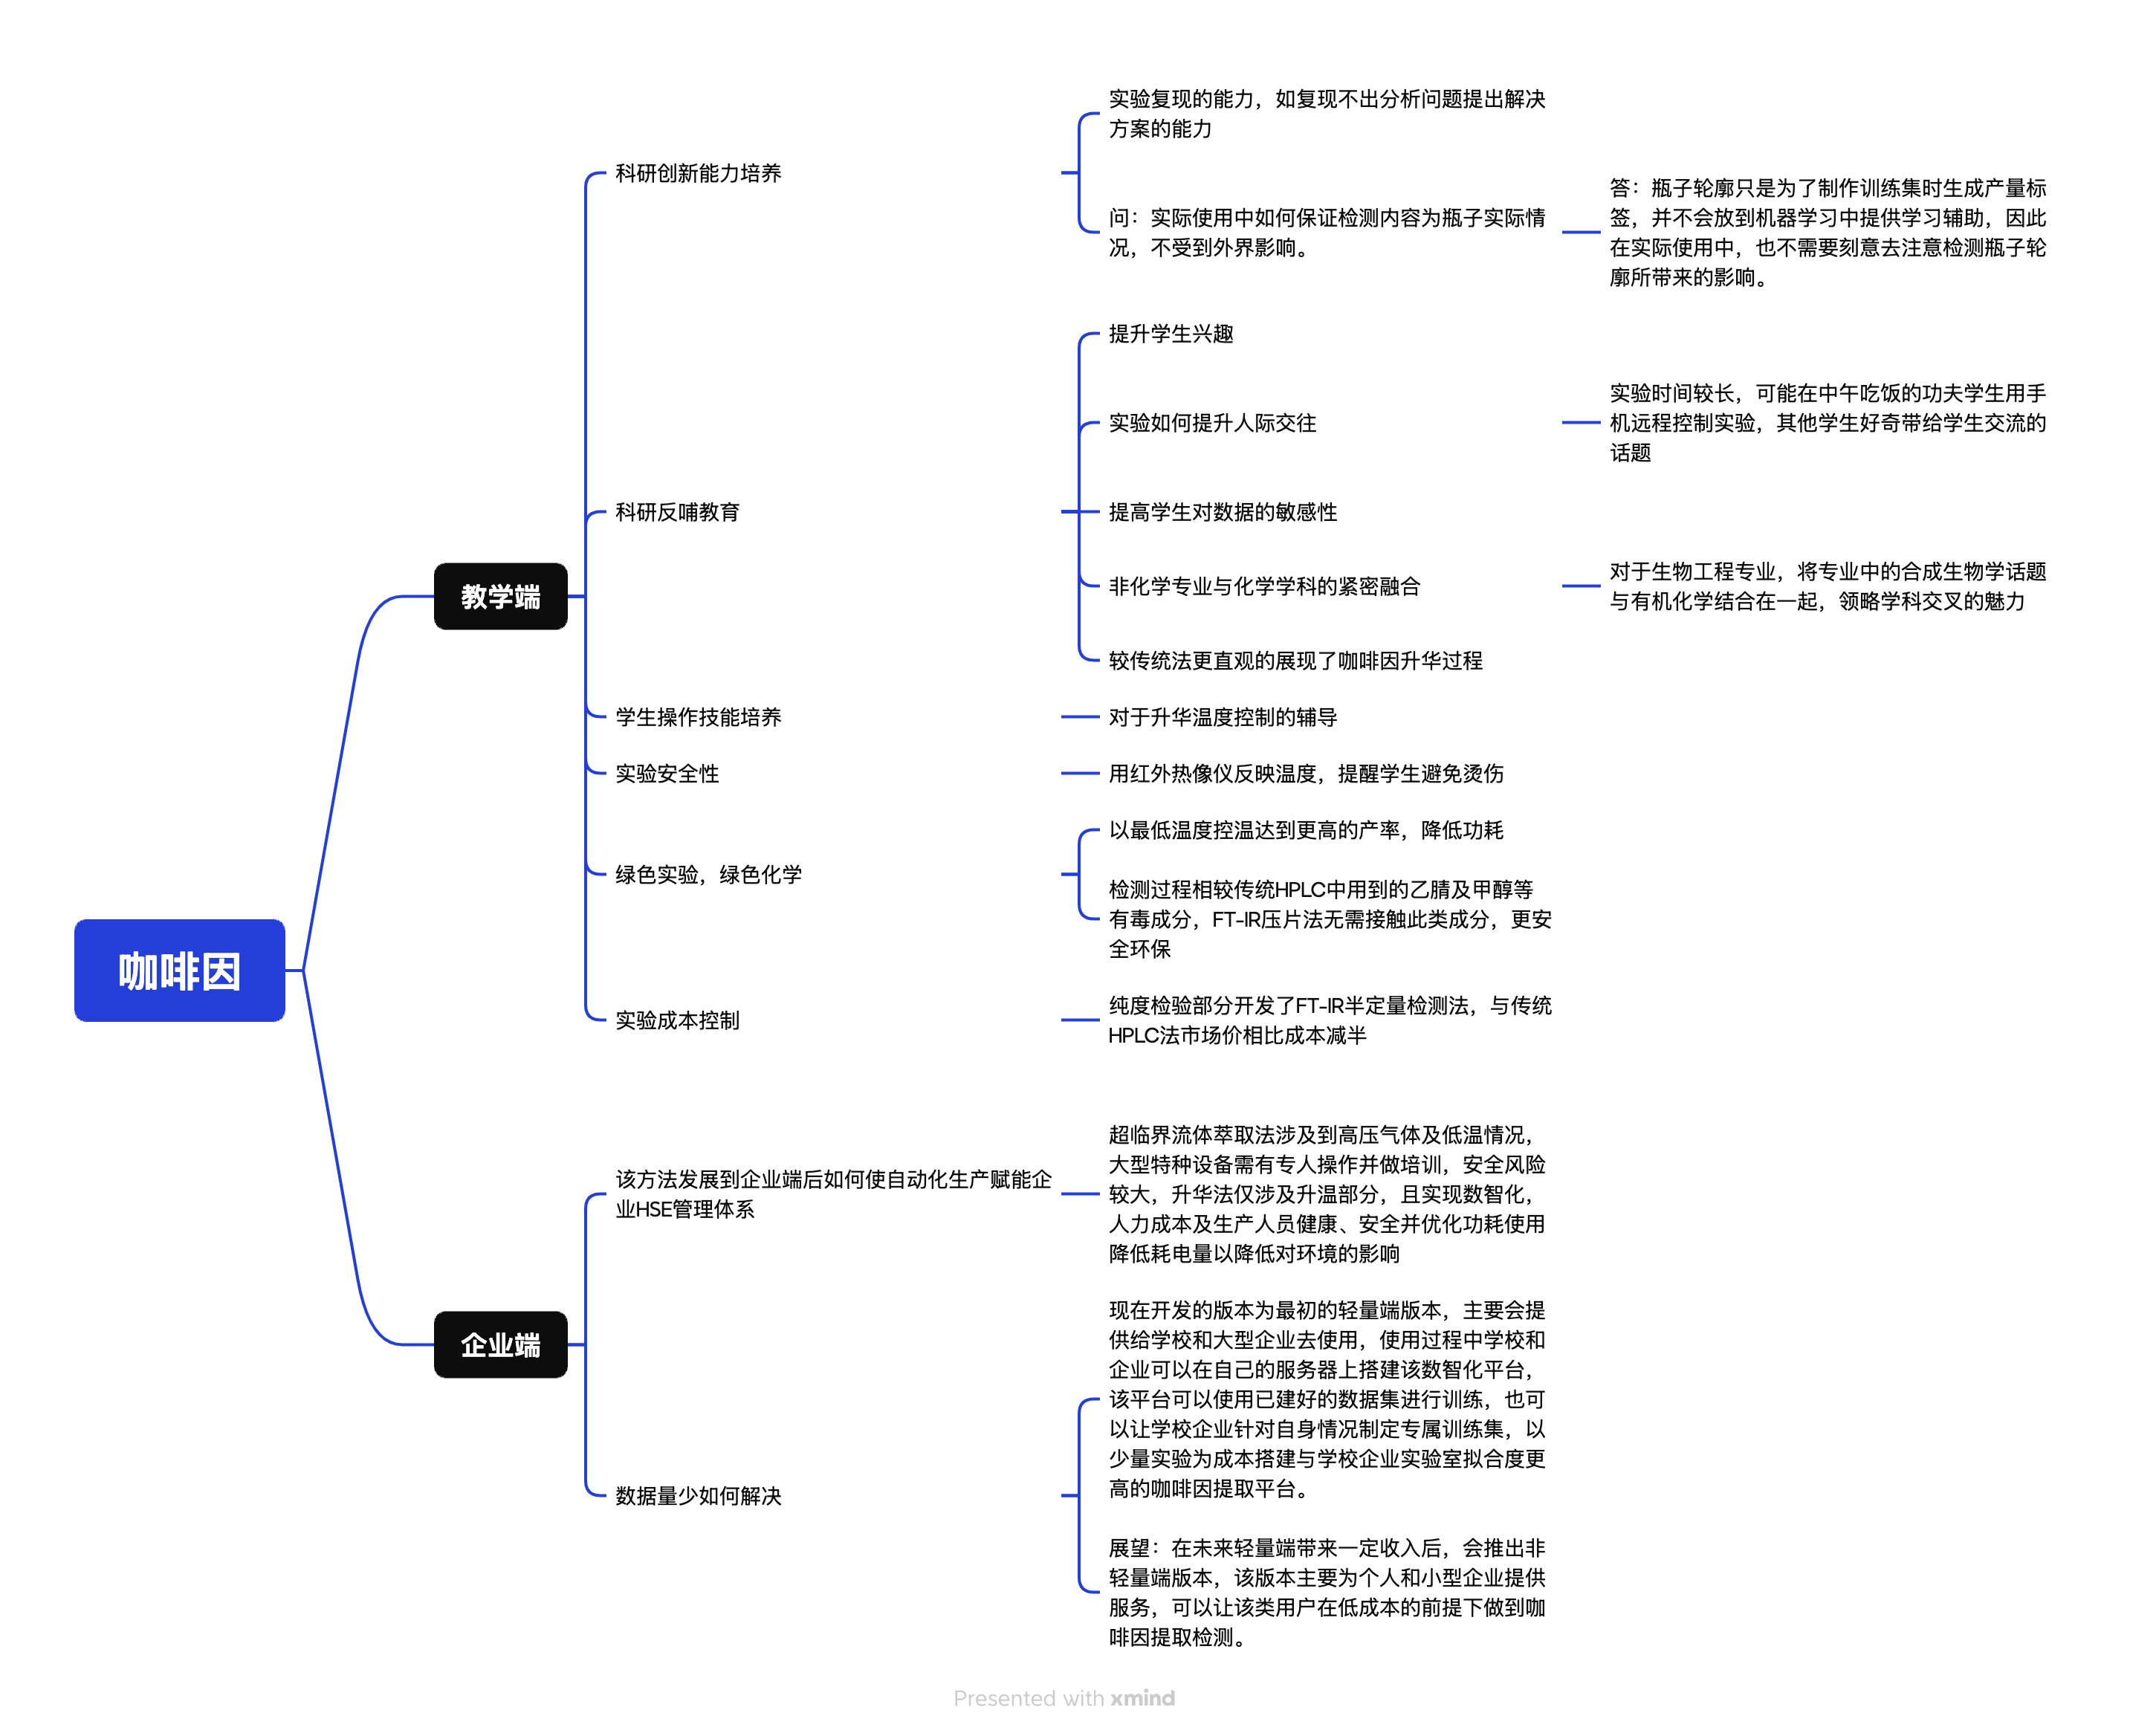 咖啡因
教学端
科研创新能力培养
实验复现的能力，如复现不出分析问题提出解决
方案的能力
问：实际使用中如何保证检测内容为瓶子实际情
况，不受到外界影响。
答：瓶子轮廓只是为了制作训练集时生成产量标
签，并不会放到机器学习中提供学习辅助，因此
在实际使用中，也不需要刻意去注意检测瓶子轮
廓所带来的影响。
科研反哺教育
提升学生兴趣
实验如何提升人际交往
实验时间较长，可能在中午吃饭的功夫学生用手
机远程控制实验，其他学生好奇带给学生交流的
话题
提高学生对数据的敏感性
非化学专业与化学学科的紧密融合
对于生物工程专业，将专业中的合成生物学话题
与有机化学结合在一起，领略学科交叉的魅力
较传统法更直观的展现了咖啡因升华过程
学生操作技能培养
对于升华温度控制的辅导
实验安全性
用红外热像仪反映温度，提醒学生避免烫伤
绿色实验，绿色化学
以最低温度控温达到更高的产率，降低功耗
检测过程相较传统HPLC中用到的乙腈及甲醇等
有毒成分，FT-IR压片法无需接触此类成分，更安
全环保
实验成本控制
纯度检验部分开发了FT-IR半定量检测法，与传统
HPLC法市场价相比成本减半
企业端
该方法发展到企业端后如何使自动化生产赋能企
业HSE管理体系
超临界流体萃取法涉及到高压气体及低温情况，
大型特种设备需有专人操作并做培训，安全风险
较大，升华法仅涉及升温部分，且实现数智化，
人力成本及生产人员健康、安全并优化功耗使用
降低耗电量以降低对环境的影响
数据量少如何解决
现在开发的版本为最初的轻量端版本，主要会提
供给学校和大型企业去使用，使用过程中学校和
企业可以在自己的服务器上搭建该数智化平台，
该平台可以使用已建好的数据集进行训练，也可
以让学校企业针对自身情况制定专属训练集，以
少量实验为成本搭建与学校企业实验室拟合度更
高的咖啡因提取平台。
展望：在未来轻量端带来一定收入后，会推出非
轻量端版本，该版本主要为个人和小型企业提供
服务，可以让该类用户在低成本的前提下做到咖
啡因提取检测。
Presented with xmind